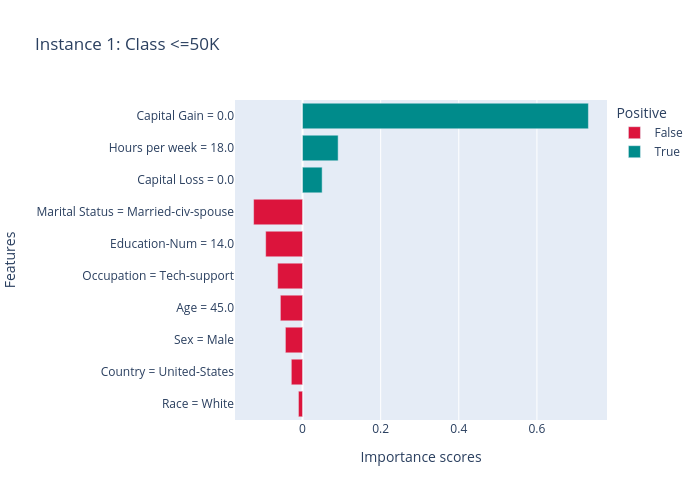 Instance 1: Class <=50K
Positive
False
True
Features
Capital Gain = 0.0
Hours per week = 18.0
Capital Loss = 0.0
Marital Status = Married-civ-spouse
Education-Num = 14.0
Occupation = Tech-support
Age = 45.0
Sex = Male
Country = United-States
Race = White
0 0.2 0.4 0.6
Importance scores